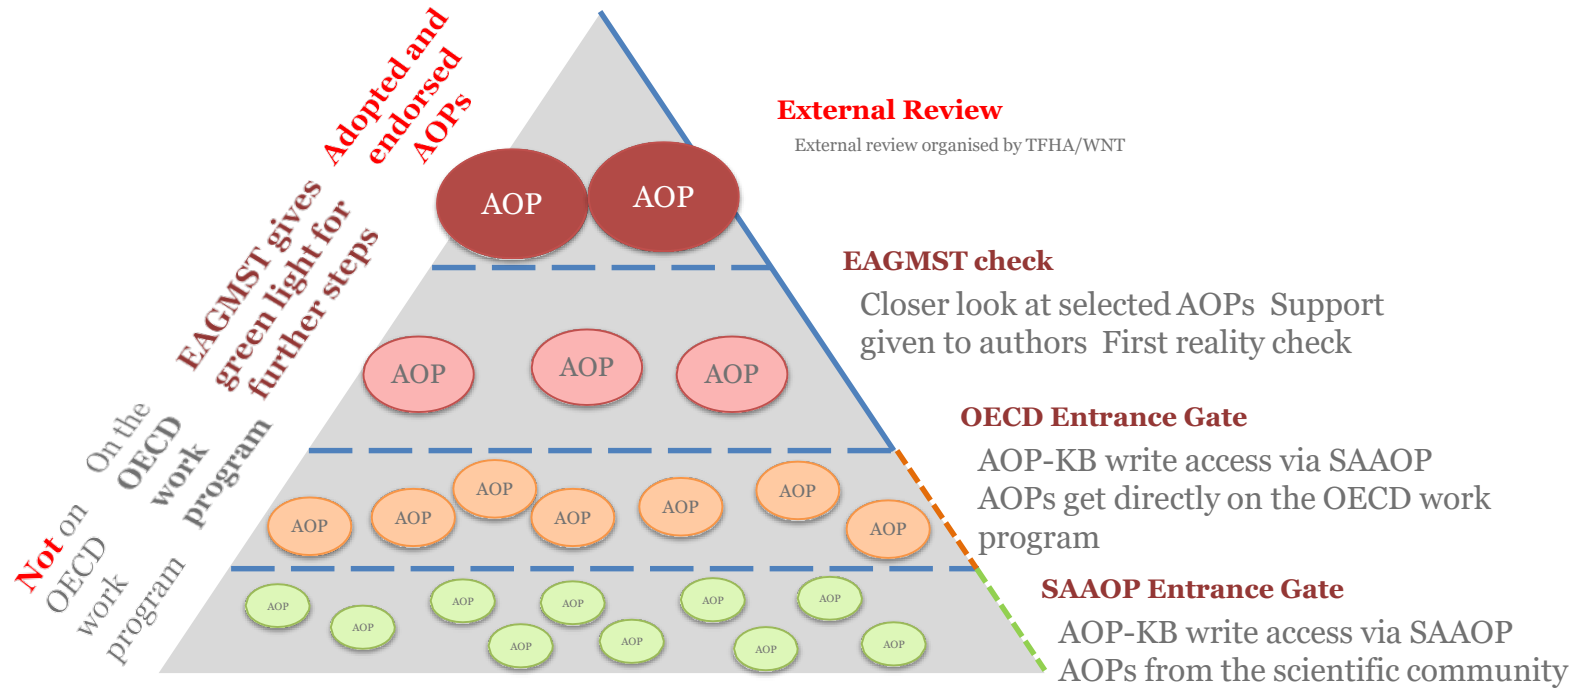 Adopted and
endorsed
AOPs
External Review
External review organised by TFHA/WNT
AOP
AOP
EAGMST gives
green light for
further steps
EAGMST check
Closer look at selected AOPs Support
given to authors First reality check
AOP
AOP
AOP
On the
OECD
work
program
OECD Entrance Gate
AOP-KB write access via SAAOP
AOPs get directly on the OECD work
program
AOP
AOP
AOP
AOP
AOP
AOP
AOP
Not on
OECD
work
program
SAAOP Entrance Gate
AOP-KB write access via SAAOP
AOPs from the scientific community
AOP
AOP
AOP
AOP
AOP
AOP
AOP
AOP
AOP
AOP
AOP